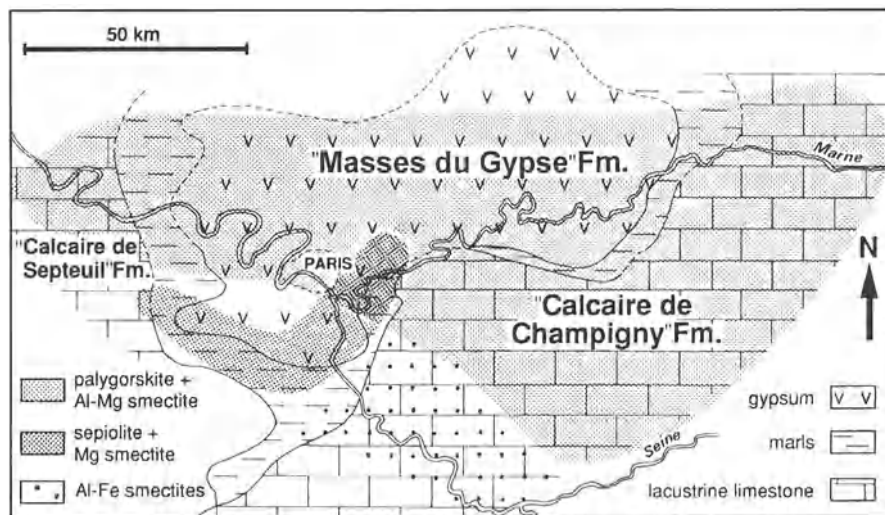 50 km
"Masses du Gypse" Fm.
Marne
"Calcaire de
Septeuil" Fm.
PARIS
N
"Calcaire de
Champigny" Fm.
palygorskite +
Al-Mg smectite
sepiolite +
Mg smectite
Al-Fe smectites
Seine
gypsum
marls
lacustrine limestone